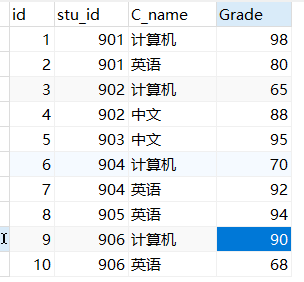 id stu_id C_name Grade
1 901 计算机 98
2 901 英语 80
3 902 计算机 65
4 902 中文 88
5 903 中文 95
6 904 计算机 70
7 904 英语 92
8 905 英语 94
9 906 计算机 90
10 906 英语 68